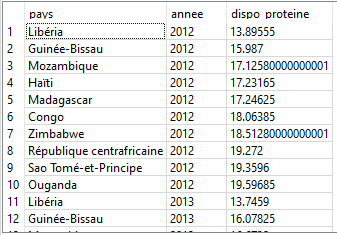 pays annee dispo_proteine
1 Libéria 2012 13.89555
2 Guinée-Bissau 2012 15.987
3 Mozambique 2012 17.12580000000001
4 Haïti 2012 17.23165
5 Madagascar 2012 17.24625
6 Congo 2012 18.06385
7 Zimbabwe 2012 18.51280000000001
8 République centrafricaine 2012 19.272
9 Sao Tomé-et-Principe 2012 19.3596
10 Ouganda 2012 19.59685
11 Libéria 2013 13.7459
12 Guinée-Bissau 2013 16.07825